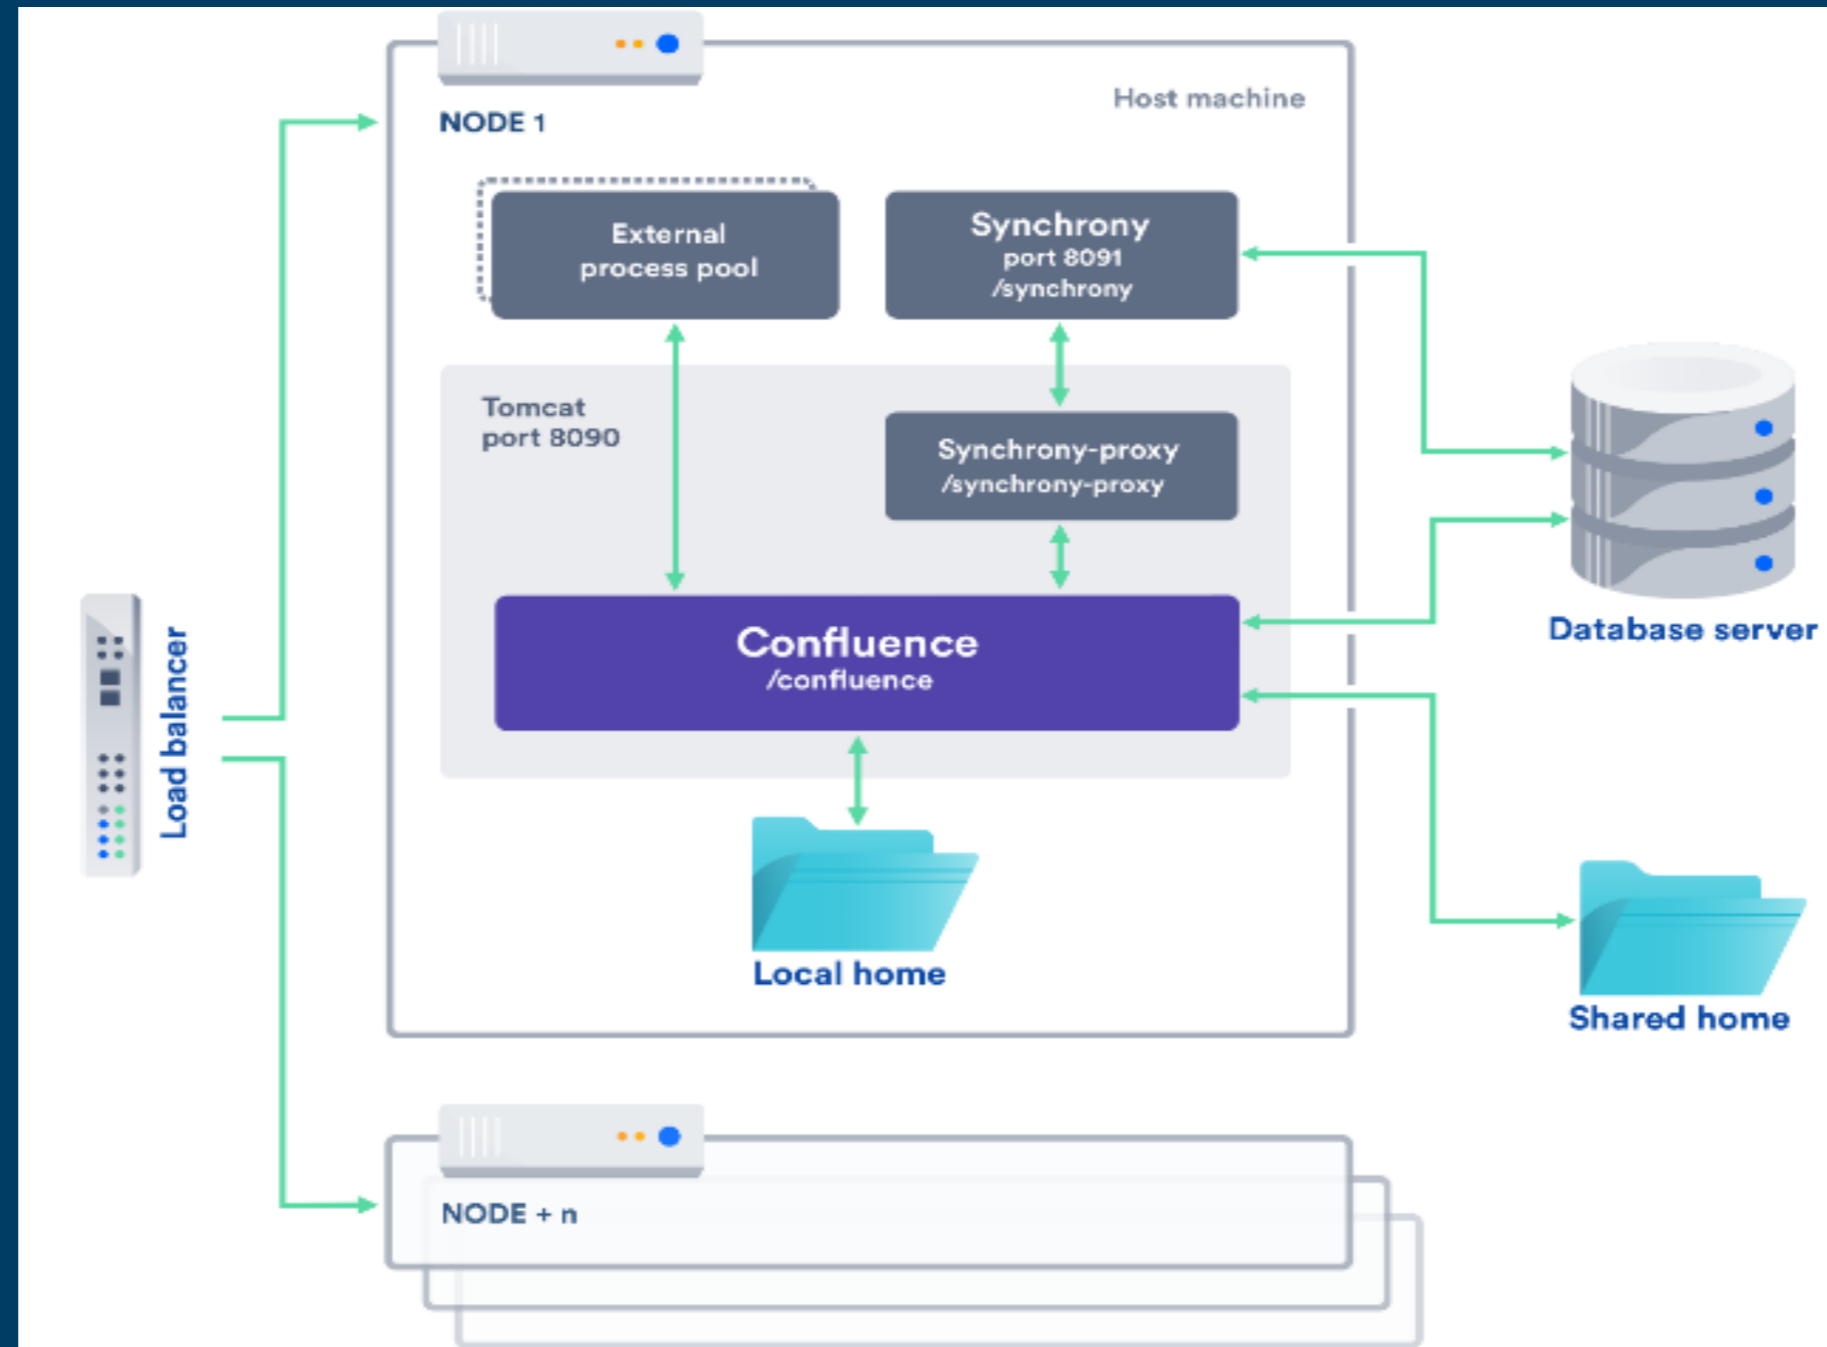 Host machine
NODE 1
External
process pool
Synchrony
port 8091
/synchrony
Tomcat
port 8090
Synchrony-proxy
/synchrony-proxy
Confluence
/confluence
Database server
Load balancer
Local home
Shared home
NODE + n